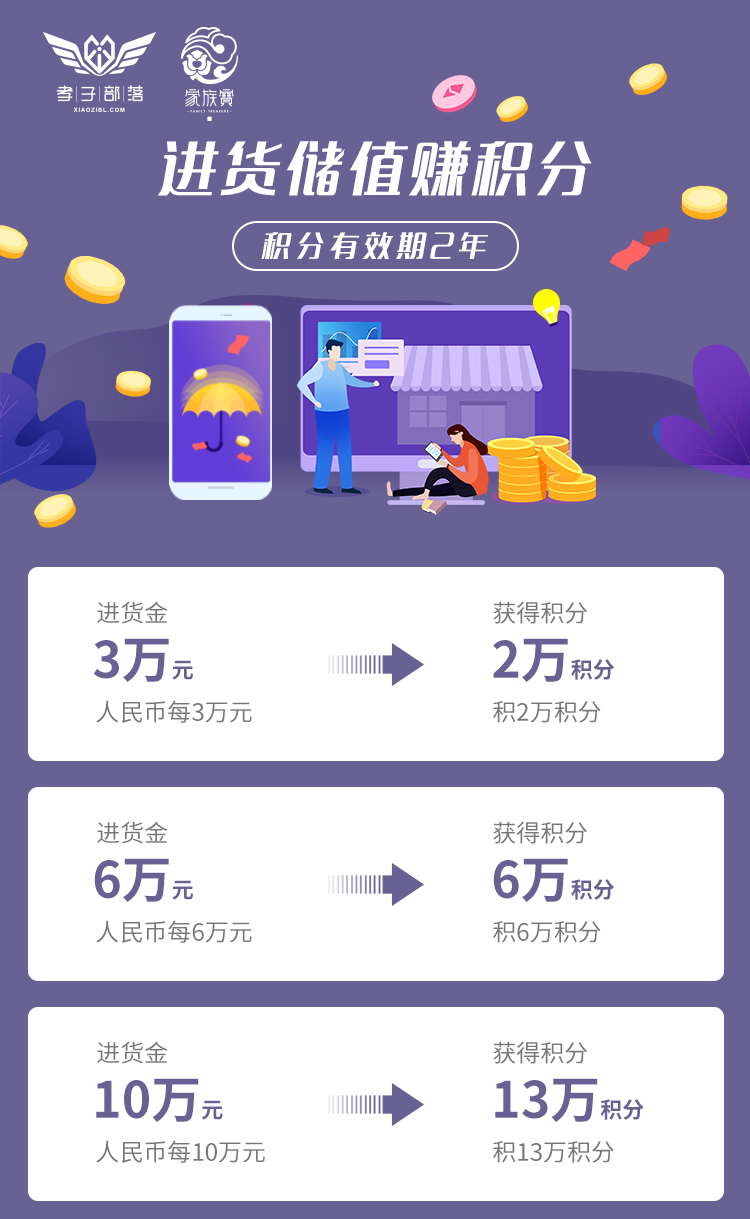 孝子部落
XIAOZIBL.COM
家族寳
FAMILY TREASURE
进货储值赚积分
积分有效期2年
进货金
获得积分
3万元
2万积分
人民币每3万元
积2万积分
进货金
获得积分
6万元
6万积分
人民币每6万元
积6万积分
进货金
获得积分
10万元
13万积分
人民币每10万元
积13万积分